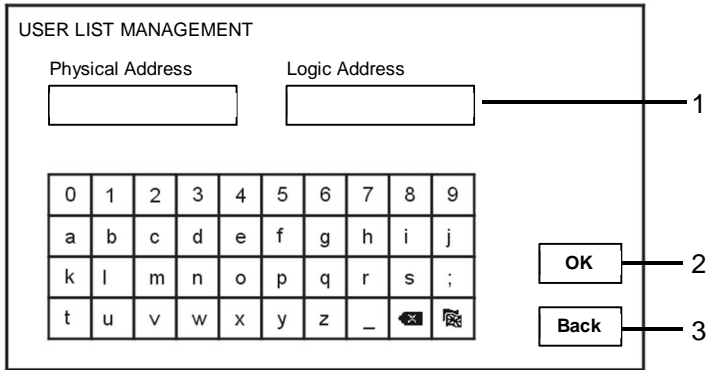 USER LIST MANAGEMENT
Physical Address Logic Address
1
0 1 2 3 4 5 6 7 8 9
a b c d e f g h i j
k l m n o p q r s ;
t u v w x y z _
OK 2
Back 3